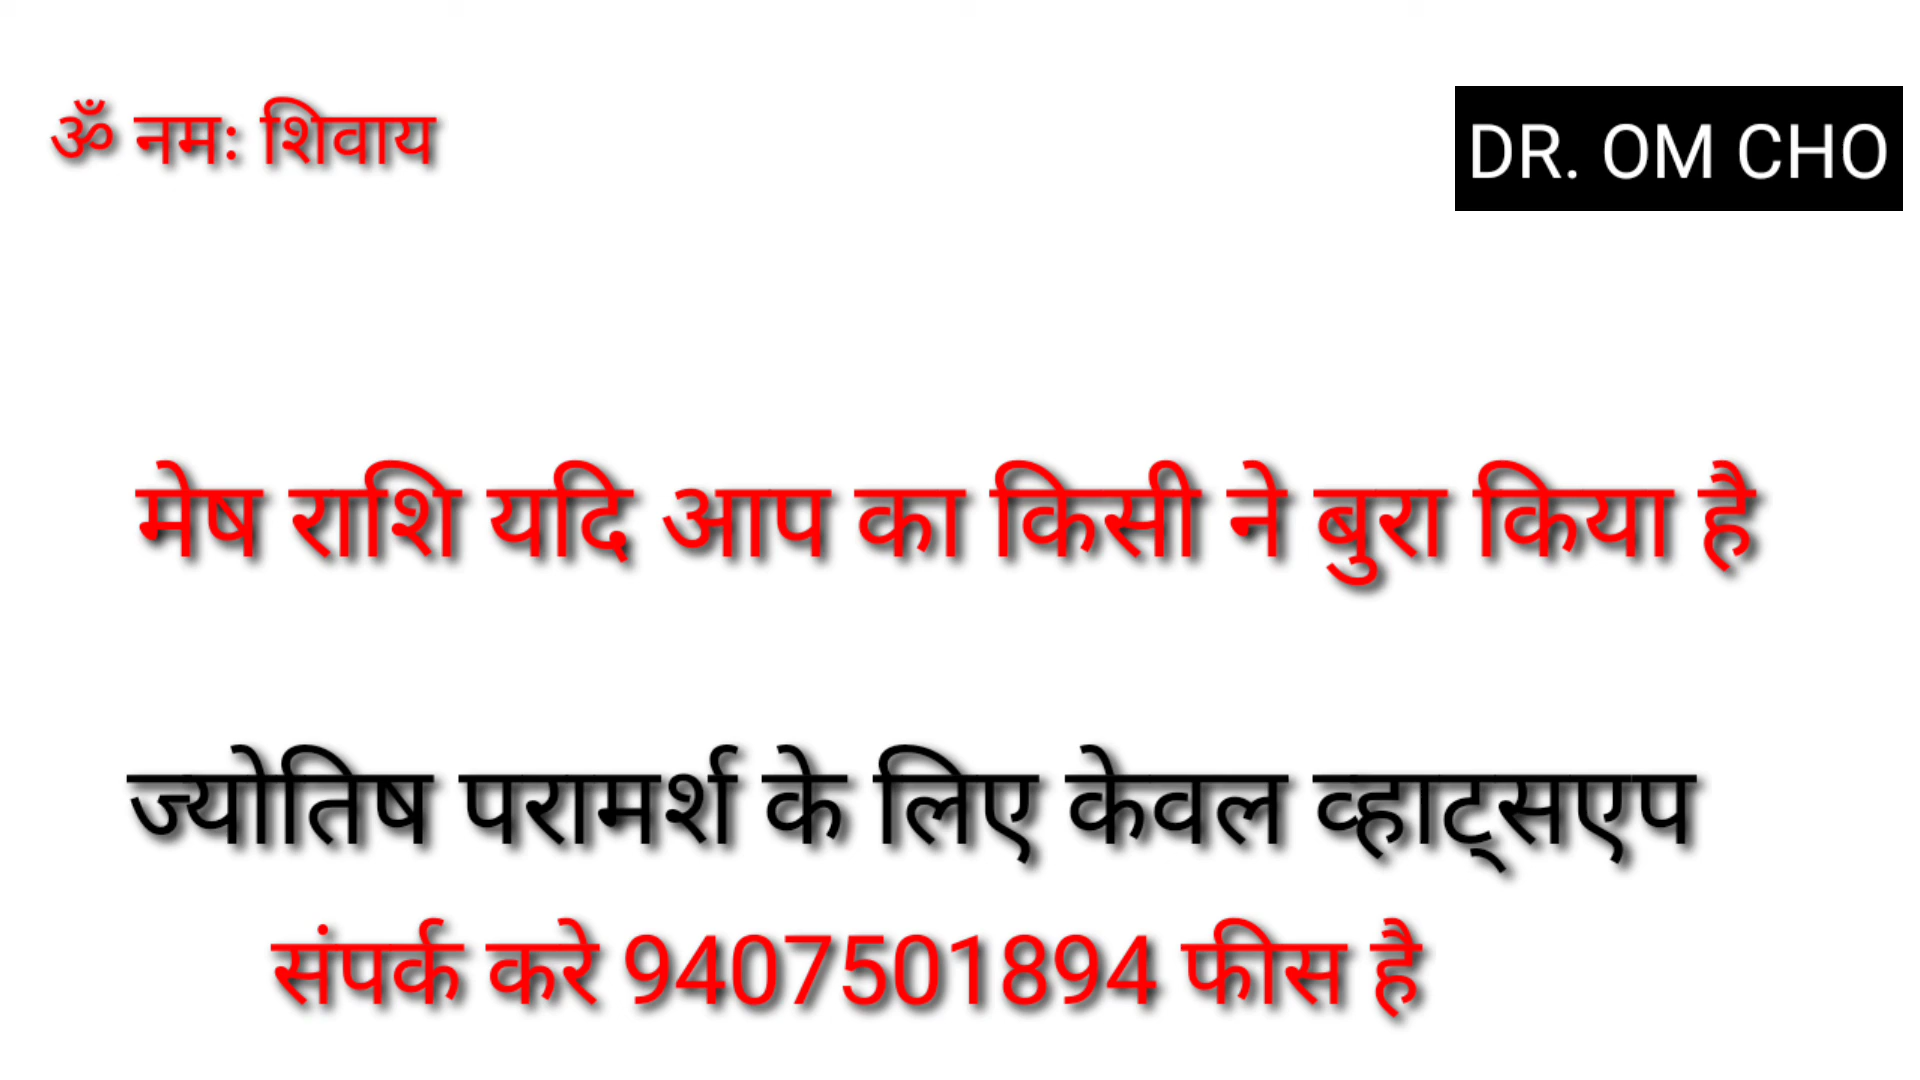 ॐ नमः शिवाय
DR. OM CHO
मेष राशि यदि आप का किसी ने बुरा किया है
ज्योतिष परामर्श के लिए केवल व्हाट्सएप
संपर्क करे 9407501894 फीस है